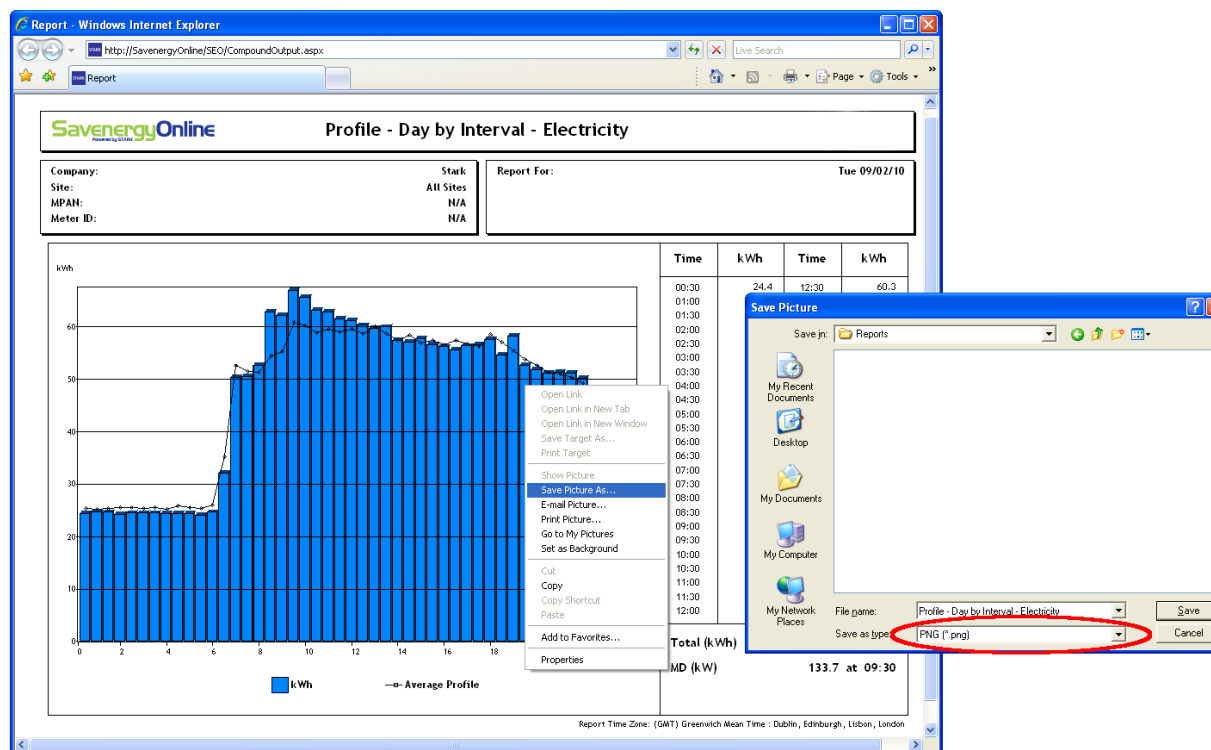 Report - Windows Internet Explorer
http://SavenergyOnline/SEO/CompoundOutput.aspx
Live Search
Report
Page
Tools
SavenergyOnline
Powered by STARK
Profile - Day by Interval - Electricity
Company: Stark
Site: All Sites
MPAN: N/A
Meter ID: N/A
Report For: Tue 09/02/10
kWh
60
50
40
30
20
10
0
0 2 4 6 8 10 12 14 16 18
kWh
Average Profile
Time kWh Time kWh
00:30 24.4 12:30 60.3
01:00
01:30
02:00
02:30
03:00
03:30
04:00
04:30
05:00
05:30
06:00
06:30
07:00
07:30
08:00
08:30
09:00
09:30
10:00
10:30
11:00
11:30
12:00
Total (kWh)
MD (kW) 133.7 at 09:30
Report Time Zone: (GMT) Greenwich Mean Time : Dublin, Edinburgh, Lisbon, London
Open Link
Open Link in New Tab
Open Link in New Window
Save Target As...
Print Target
Show Picture
Save Picture As...
E-mail Picture...
Print Picture...
Go to My Pictures
Set as Background
Cut
Copy
Copy Shortcut
Paste
Add to Favorites...
Properties
Save Picture
Save in: Reports
My Recent
Documents
Desktop
My Documents
My Computer
My Network
Places
File name: Profile - Day by Interval - Electricity
Save
Save as type: PNG (*.png)
Cancel